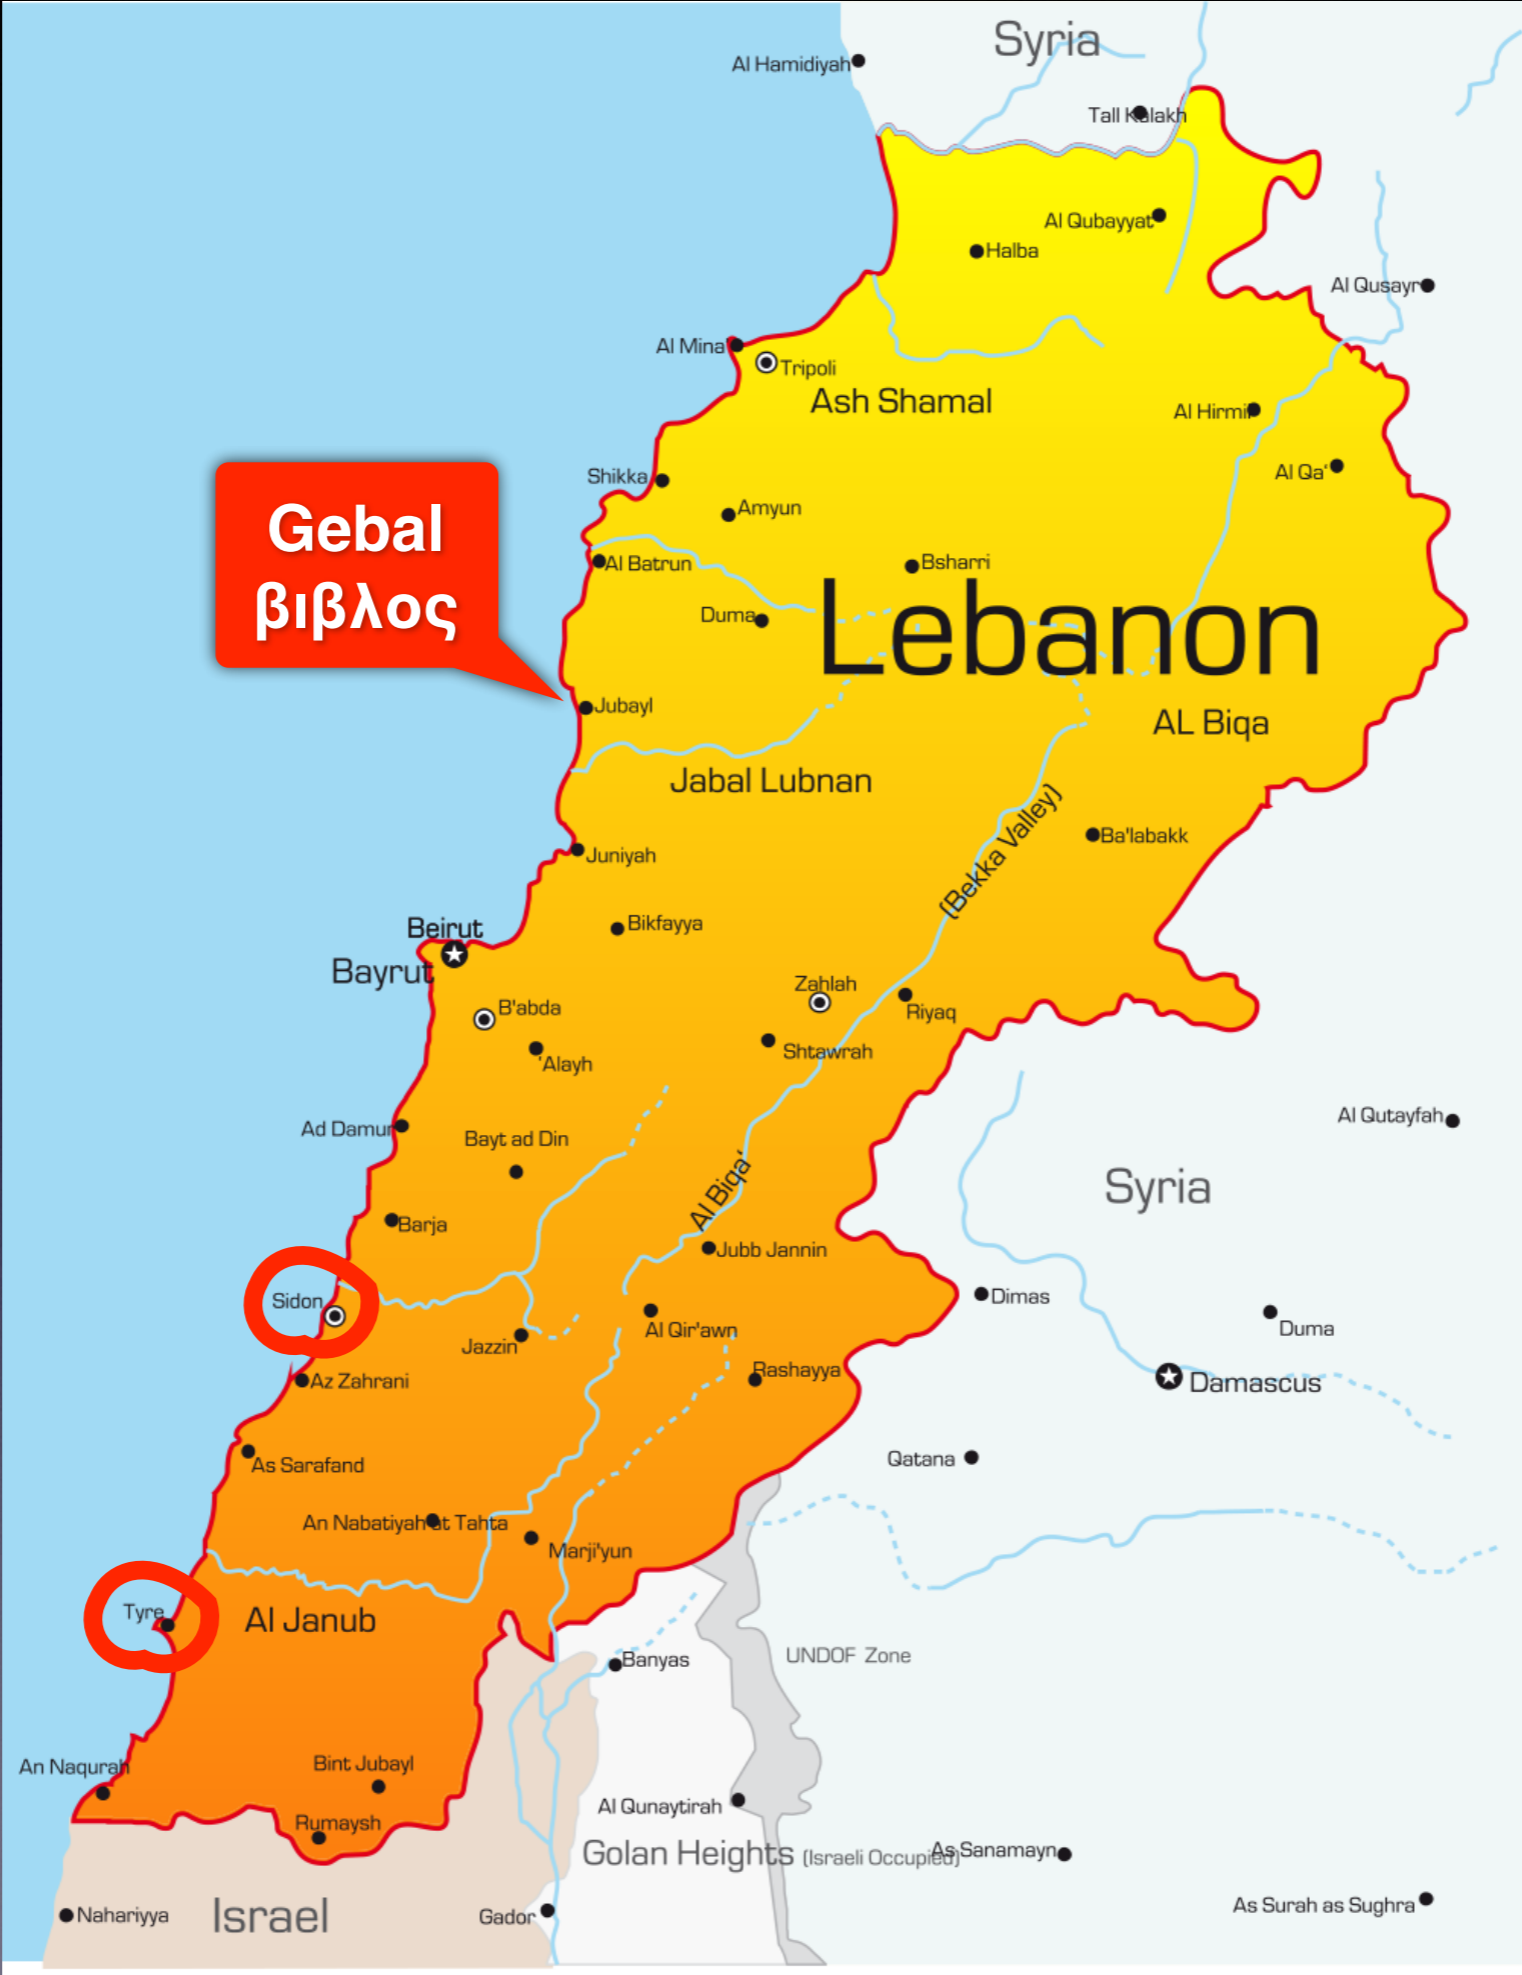 Syria
Al Hamidiyah
Tall Kalakh
Al Qubayyat
Halba
Al Qusayr
Al Mina
Tripoli
Ash Shamal
Al Hirmil
Al Qa'
Shikka
Amyun
Gebal
βιβλος
Al Batrun
Bsharri
Duma
Lebanon
Jubayl
AL Biqa
Jabal Lubnan
(Bekka Valley)
Ba'labakk
Juniyah
Bikfayya
Beirut
Bayrut
Zahlah
B'abda
Riyaq
Shtawrah
'Alayh
Al Qutayfah
Ad Damur
Bayt ad Din
Al Biqa'
Syria
Barja
Jubb Jannin
Sidon
Dimas
Duma
Al Qir'awn
Jazzin
Rashayya
Az Zahrani
Damascus
As Sarafand
Qatana
An Nabatiyah at Tahta
Marji'yun
Tyre
Al Janub
Banyas
UNDOF Zone
An Naqurah
Bint Jubayl
Al Qunaytirah
Rumaysh
Golan Heights (Israeli Occupied)
As Sanamayn
Nahariyya
Israel
Gador
As Surah as Sughra